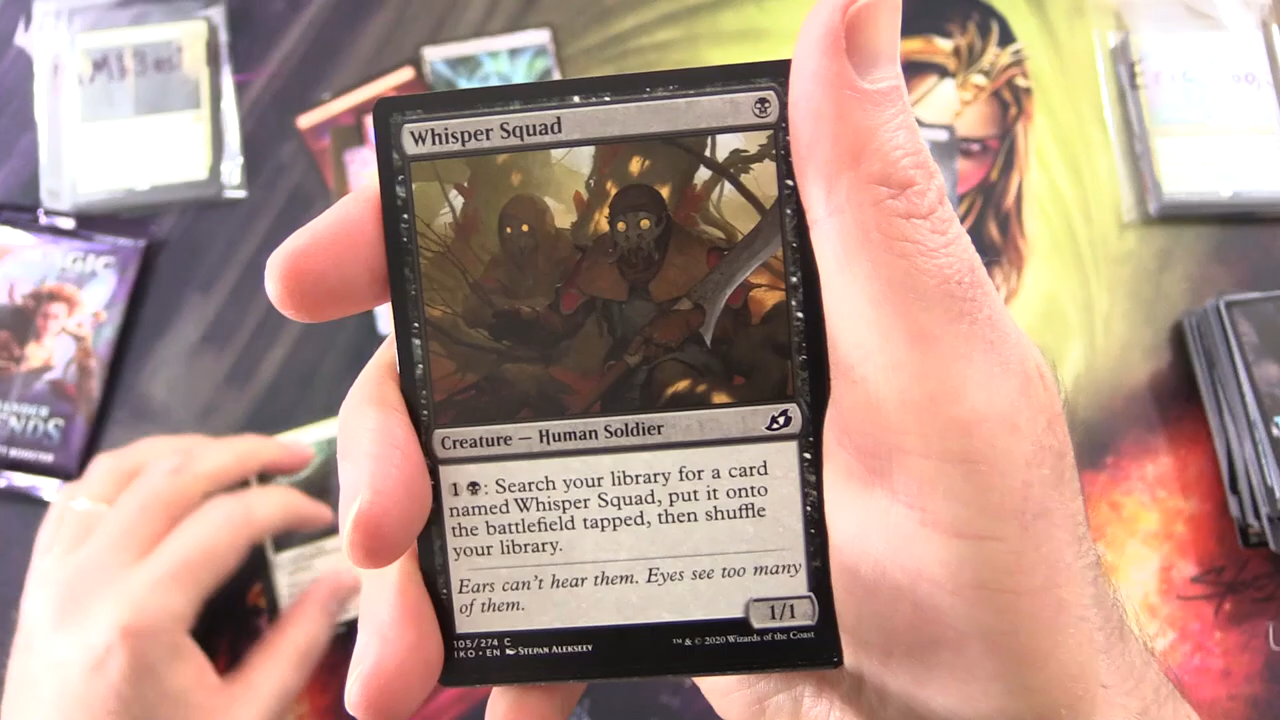 Whisper Squad
Creature — Human Soldier
1 : Search your library for a card
named Whisper Squad, put it onto
the battlefield tapped, then shuffle
your library.
Ears can't hear them. Eyes see too many
of them.
1/1
105/274 C
IKO • EN STEPAN ALEKSEEV
™ & © 2020 Wizards of the Coast